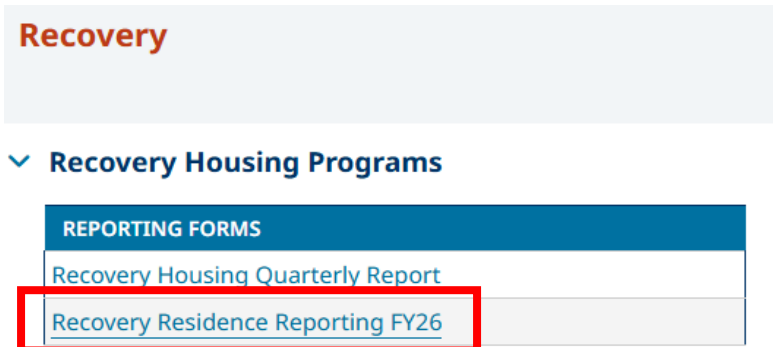 Recovery
Recovery Housing Programs
REPORTING FORMS
Recovery Housing Quarterly Report
Recovery Residence Reporting FY26